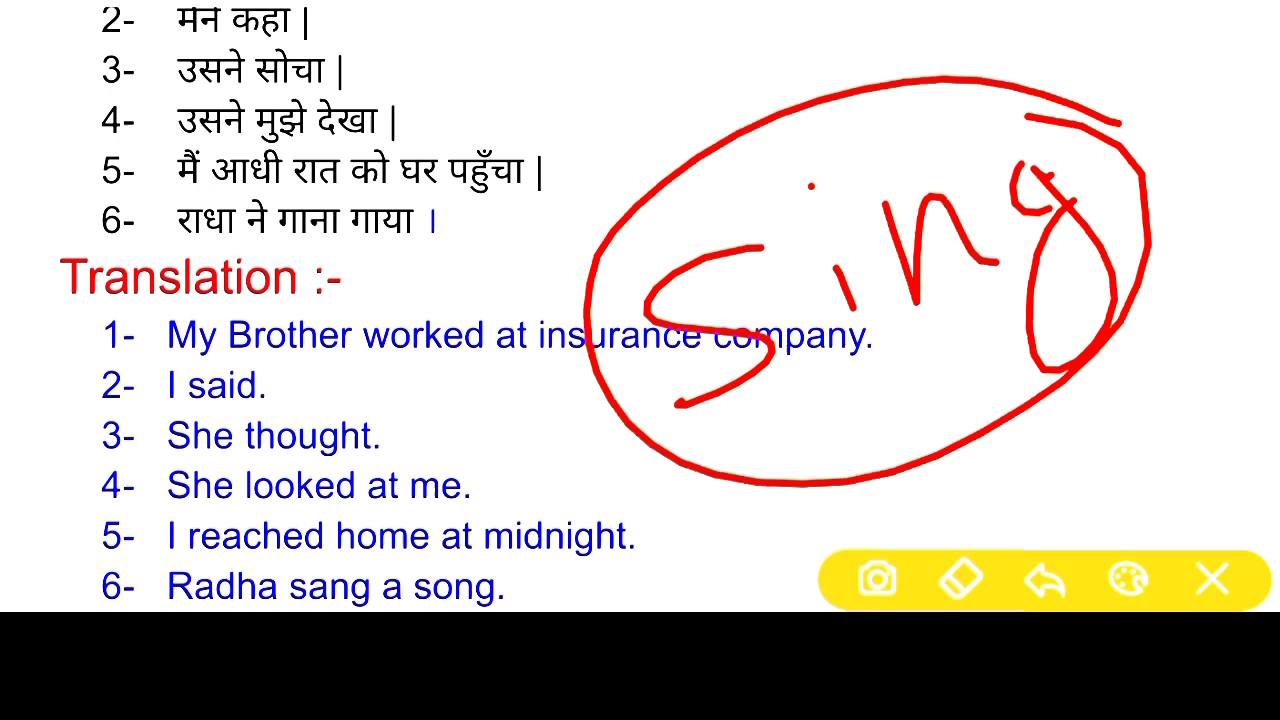 2- मैने कहा |
3- उसने सोचा |
4- उसने मुझे देखा |
5- मैं आधी रात को घर पहुँचा |
6- राधा ने गाना गाया ।
Sing
Translation :-
1- My Brother worked at insurance company.
2- I said.
3- She thought.
4- She looked at me.
5- I reached home at midnight.
6- Radha sang a song.